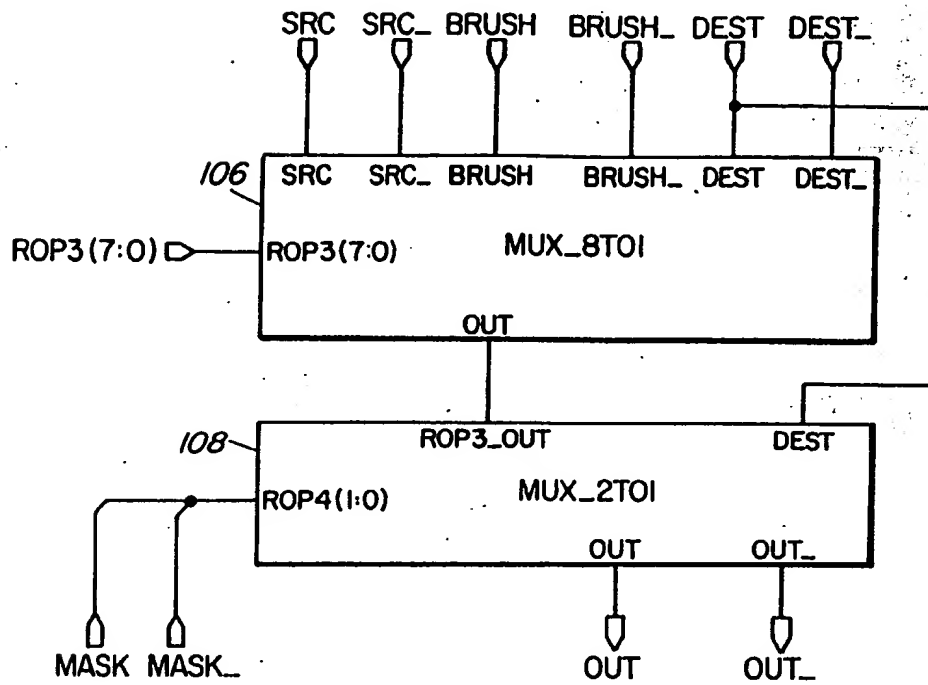 SRC SRC_ BRUSH BRUSH_ DEST DEST_
106
SRC SRC_ BRUSH BRUSH_ DEST DEST_
ROP3(7:0) ROP3(7:0) MUX_8TO1
OUT
108
ROP3_OUT DEST
ROP4(1:0) MUX_2TO1
OUT OUT_
MASK MASK_ OUT OUT_